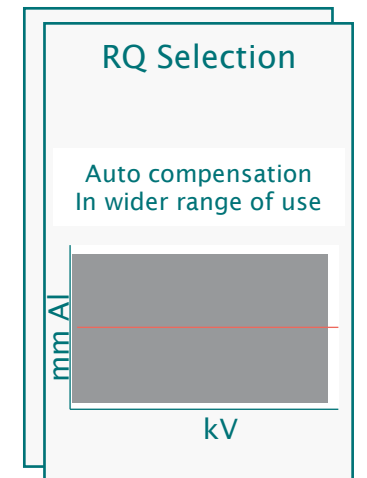 RQ Selection
Auto compensation
In wider range of use
mm Al
kV